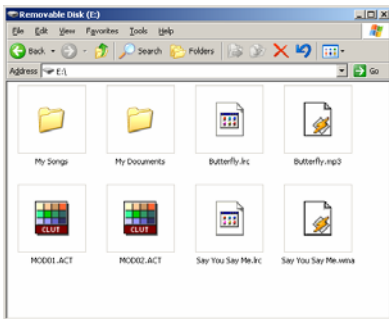 Removable Disk (E:)
File Edit View Favorites Tools Help
Back Search Folders
Address E:\ Go
My Songs My Documents Butterfly.lrc Butterfly.mp3
CLUT CLUT
MOD01.ACT MOD02.ACT Say You Say Me.lrc Say You Say Me.wma